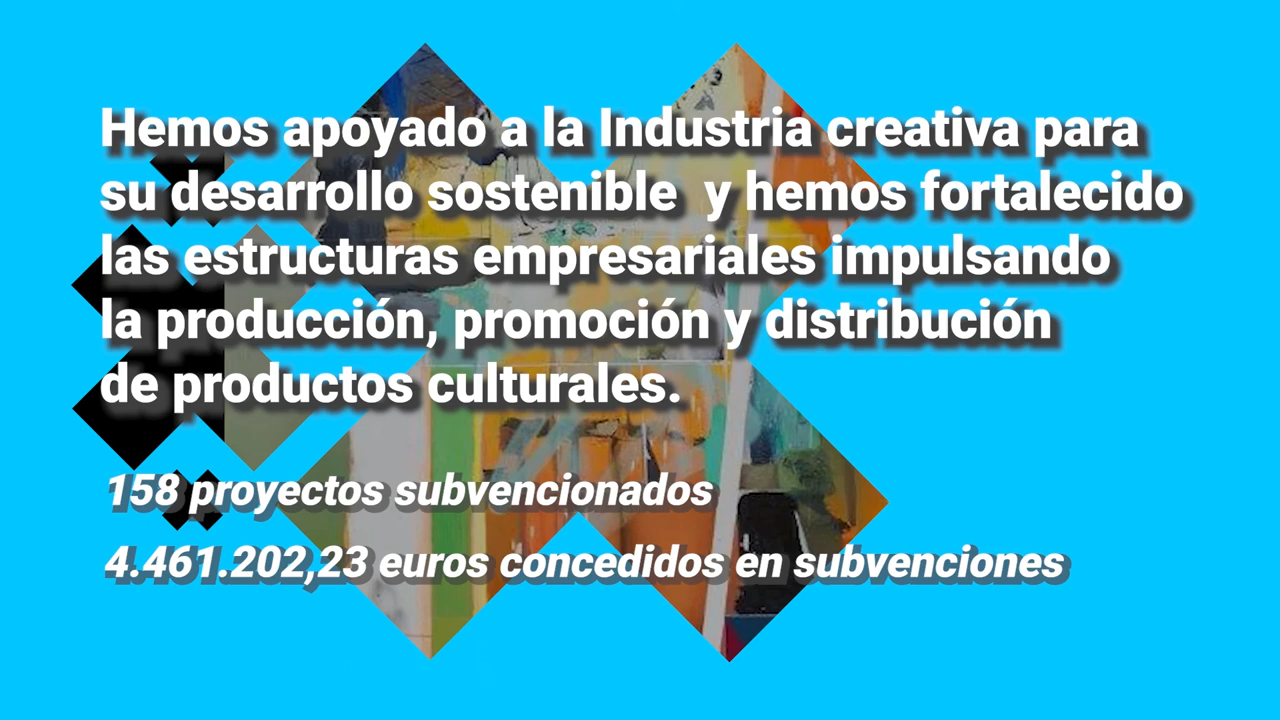 Hemos apoyado a la Industria creativa para
su desarrollo sostenible  y hemos fortalecido
las estructuras empresariales impulsando
la producción, promoción y distribución
de productos culturales.
158 proyectos subvencionados
4.461.202,23 euros concedidos en subvenciones